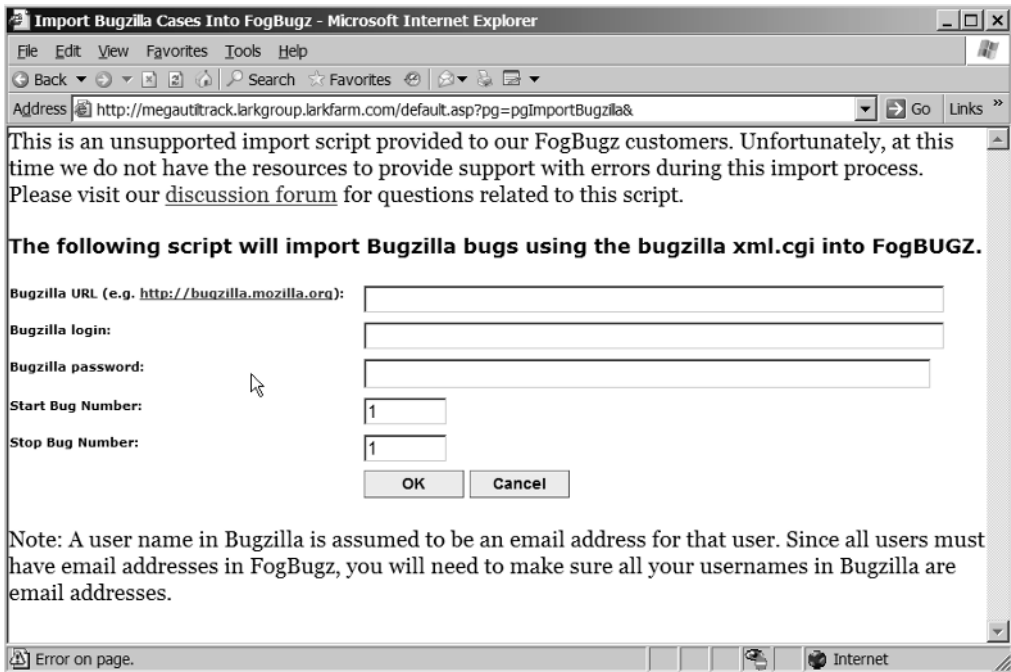 Import Bugzilla Cases Into FogBugz - Microsoft Internet Explorer
File Edit View Favorites Tools Help
Back Search Favorites
Address http://megautiltrack.larkgroup.larkfarm.com/default.asp?pg=pgImportBugzilla& Go Links »
This is an unsupported import script provided to our FogBugz customers. Unfortunately, at this
time we do not have the resources to provide support with errors during this import process.
Please visit our discussion forum for questions related to this script.
The following script will import Bugzilla bugs using the bugzilla xml.cgi into FogBUGZ.
Bugzilla URL (e.g. http://bugzilla.mozilla.org):
Bugzilla login:
Bugzilla password:
Start Bug Number: 1
Stop Bug Number: 1
OK Cancel
Note: A user name in Bugzilla is assumed to be an email address for that user. Since all users must
have email addresses in FogBugz, you will need to make sure all your usernames in Bugzilla are
email addresses.
Error on page. Internet